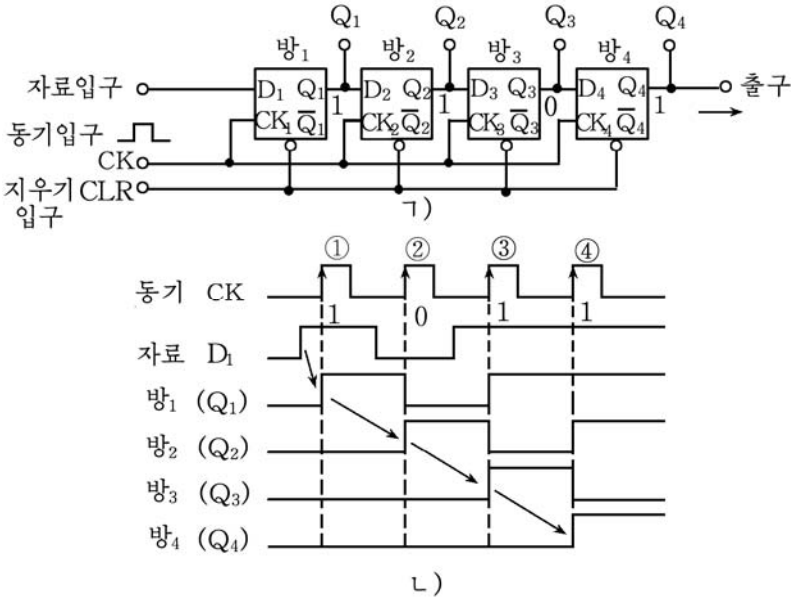 Q₁ Q₂ Q₃ Q₄
방₁ 방₂ 방₃ 방₄
자료입구 D₁ Q₁ 1 D₂ Q₂ 1 D₃ Q₃ 0 D₄ Q₄ 1 출구
동기입구 CK₁ Q̅₁ CK₂ Q̅₂ CK₃ Q̅₃ CK₄ Q̅₄
CK
지우기 CLR
입구
ㄱ)
① ② ③ ④
동기 CK
1 0 1 1
자료 D₁
방₁ (Q₁)
방₂ (Q₂)
방₃ (Q₃)
방₄ (Q₄)
ㄴ)